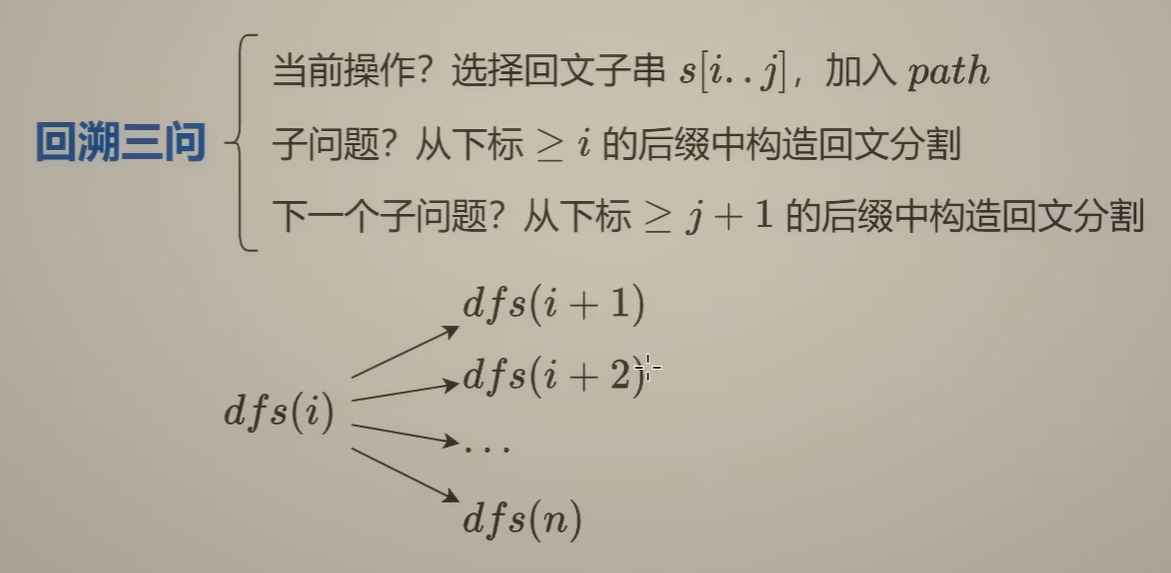 回溯三问
当前操作？选择回文子串 s[i..j]，加入 path
子问题？从下标 ≥ i 的后缀中构造回文分割
下一个子问题？从下标 ≥ j + 1 的后缀中构造回文分割
dfs(i + 1)
dfs(i + 2)
dfs(i)
...
dfs(n)